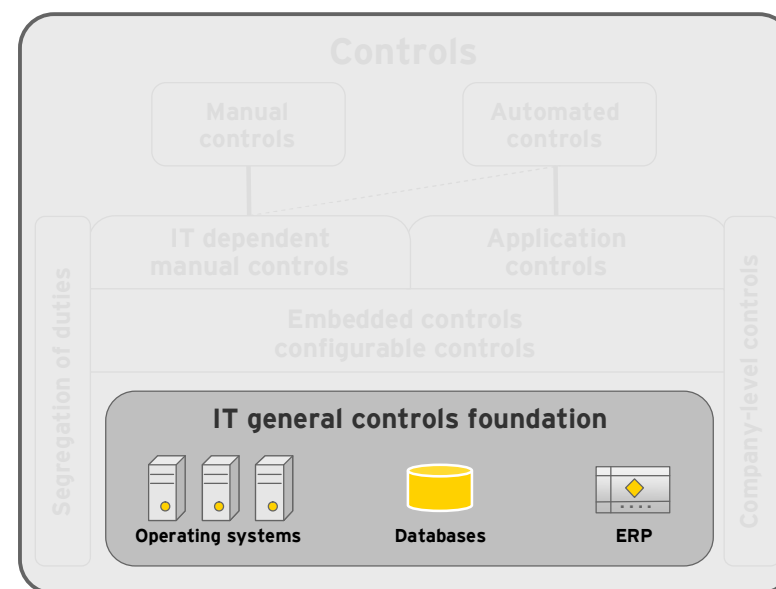 Controls
Manual
controls
Automated
controls
IT dependent
manual controls
Application
controls
Segregation of duties
Company-level controls
Embedded controls
configurable controls
IT general controls foundation
Operating systems
Databases
ERP